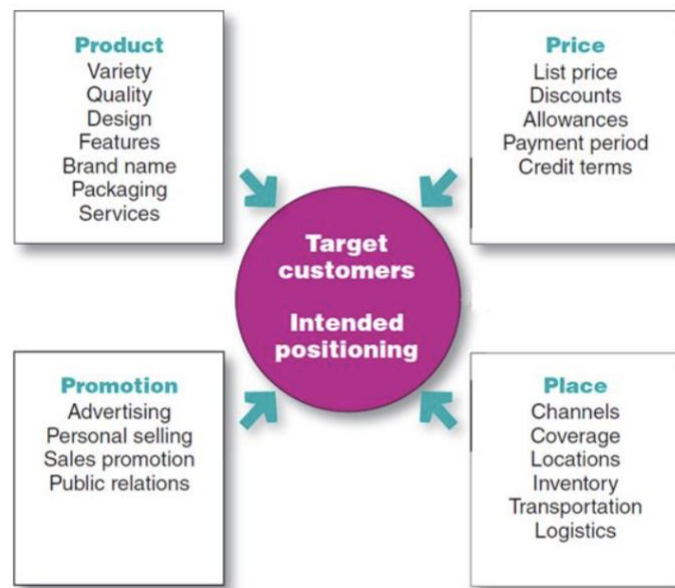 Product
Variety
Quality
Design
Features
Brand name
Packaging
Services
Price
List price
Discounts
Allowances
Payment period
Credit terms
Target
customers
Intended
positioning
Promotion
Advertising
Personal selling
Sales promotion
Public relations
Place
Channels
Coverage
Locations
Inventory
Transportation
Logistics